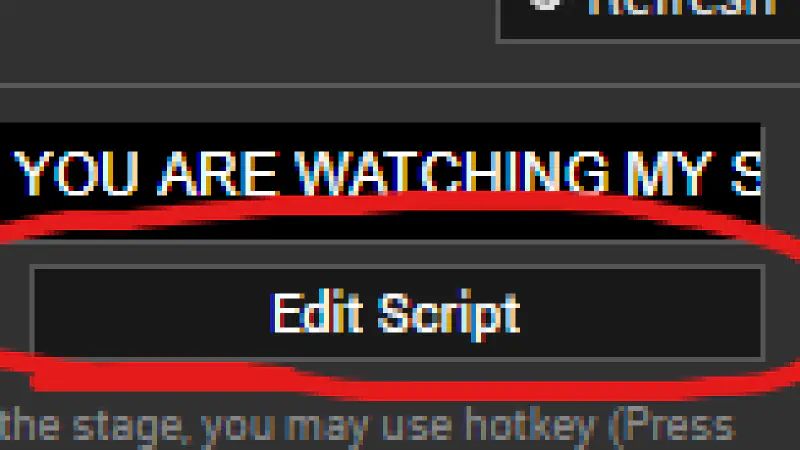 Refresh
YOU ARE WATCHING MY S
Edit Script
the stage, you may use hotkey (Press